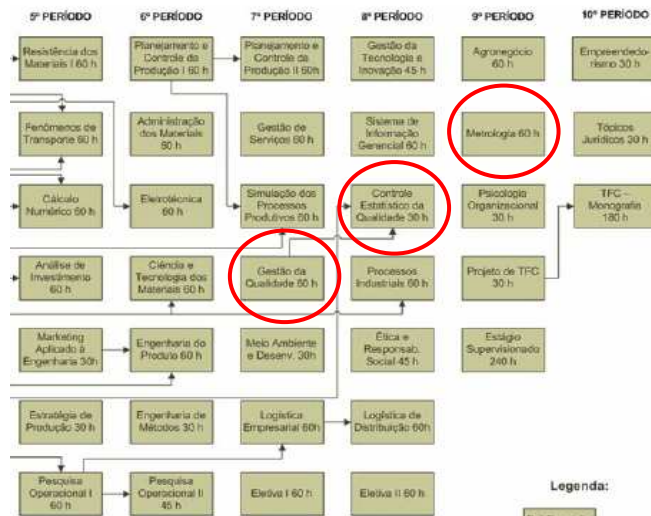 5º PERÍODO
6º PERÍODO
7º PERÍODO
8º PERÍODO
9º PERÍODO
10º PERÍODO
Resistência dos
Materiais I 60 h
Planejamento e
Controle da
Produção I 60 h
Planejamento e
Controle da
Produção II 60h
Gestão da
Tecnologia e
Inovação 45 h
Agronegócio
60 h
Empreendedo-
rismo 30 h
Fenômenos de
Transporte 60 h
Administração
dos Materiais
60 h
Gestão de
Serviços 60 h
Sistema de
Informação
Gerencial 60 h
Metrologia 60 h
Tópicos
Jurídicos 30 h
Cálculo
Numérico 60 h
Eletrotécnica
60 h
Simulação dos
Processos
Produtivos 60 h
Controle
Estatístico da
Qualidade 30 h
Psicologia
Organizacional
30 h
TFC –
Monografia
180 h
Análise de
Investimento
60 h
Ciência e
Tecnologia dos
Materiais 60 h
Gestão da
Qualidade 60 h
Processos
Industriais 60 h
Projeto de TFC
30 h
Marketing
Aplicado à
Engenharia 30h
Engenharia do
Produto 60 h
Meio Ambiente
e Desenv. 30h
Ética e
Responsab.
Social 45 h
Estágio
Supervisionado
240 h
Estratégia de
Produção 30 h
Engenharia de
Métodos 30 h
Logística
Empresarial 60h
Logística de
Distribuição 60h
Pesquisa
Operacional I
60 h
Pesquisa
Operacional II
45 h
Eletiva I 60 h
Eletiva II 60 h
Legenda: